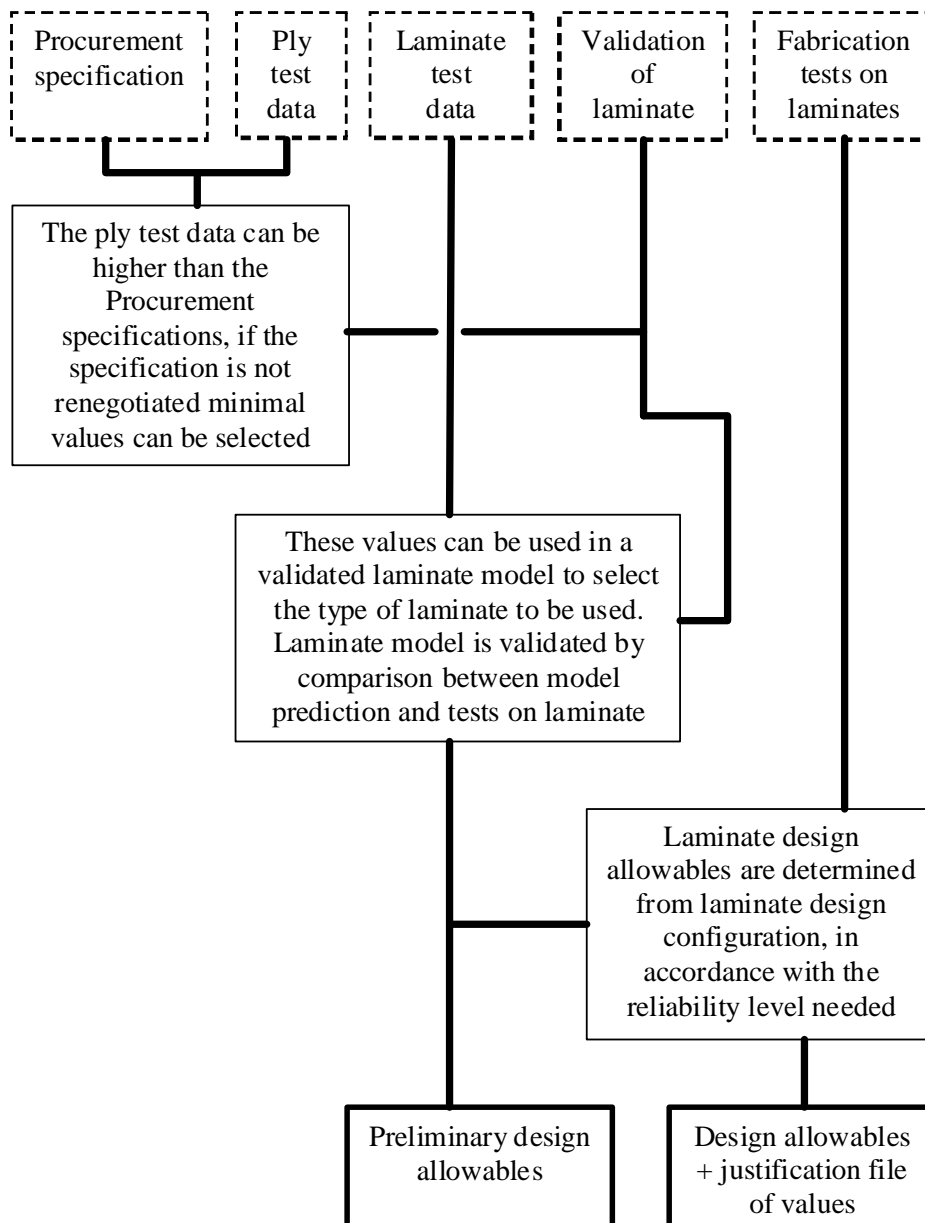 Procurement
specification
Ply
test
data
Laminate
test
data
Validation
of
laminate
Fabrication
tests on
laminates
The ply test data can be
higher than the
Procurement
specifications, if the
specification is not
renegotiated minimal
values can be selected
These values can be used in a
validated laminate model to select
the type of laminate to be used.
Laminate model is validated by
comparison between model
prediction and tests on laminate
Laminate design
allowables are determined
from laminate design
configuration, in
accordance with the
reliability level needed
Preliminary design
allowables
Design allowables
+ justification file
of values